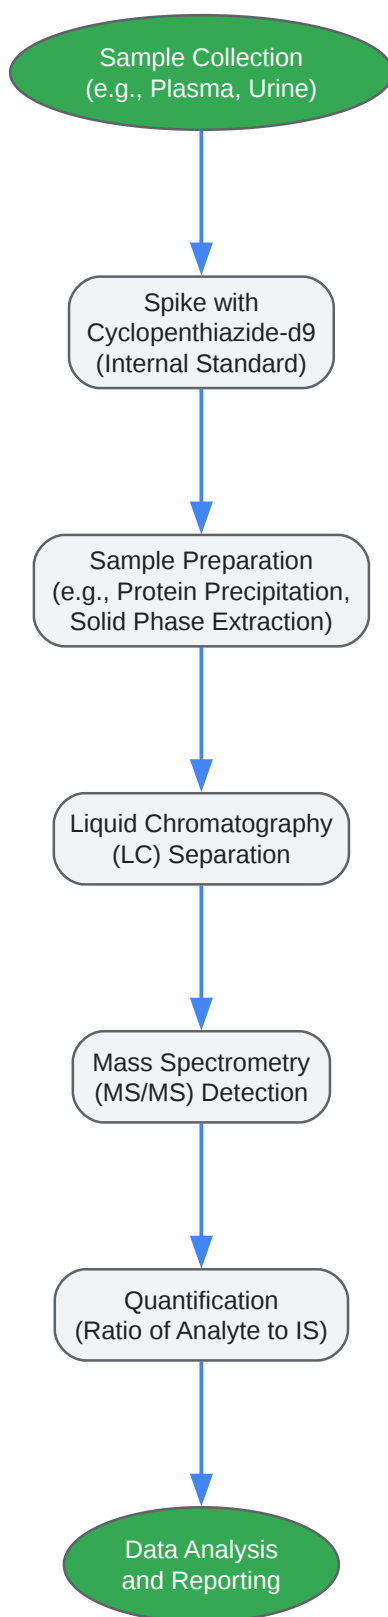 Sample Collection
(e.g., Plasma, Urine)
Spike with
Cyclopenthiazide-d9
(Internal Standard)
Sample Preparation
(e.g., Protein Precipitation,
Solid Phase Extraction)
Liquid Chromatography
(LC) Separation
Mass Spectrometry
(MS/MS) Detection
Quantification
(Ratio of Analyte to IS)
Data Analysis
and Reporting